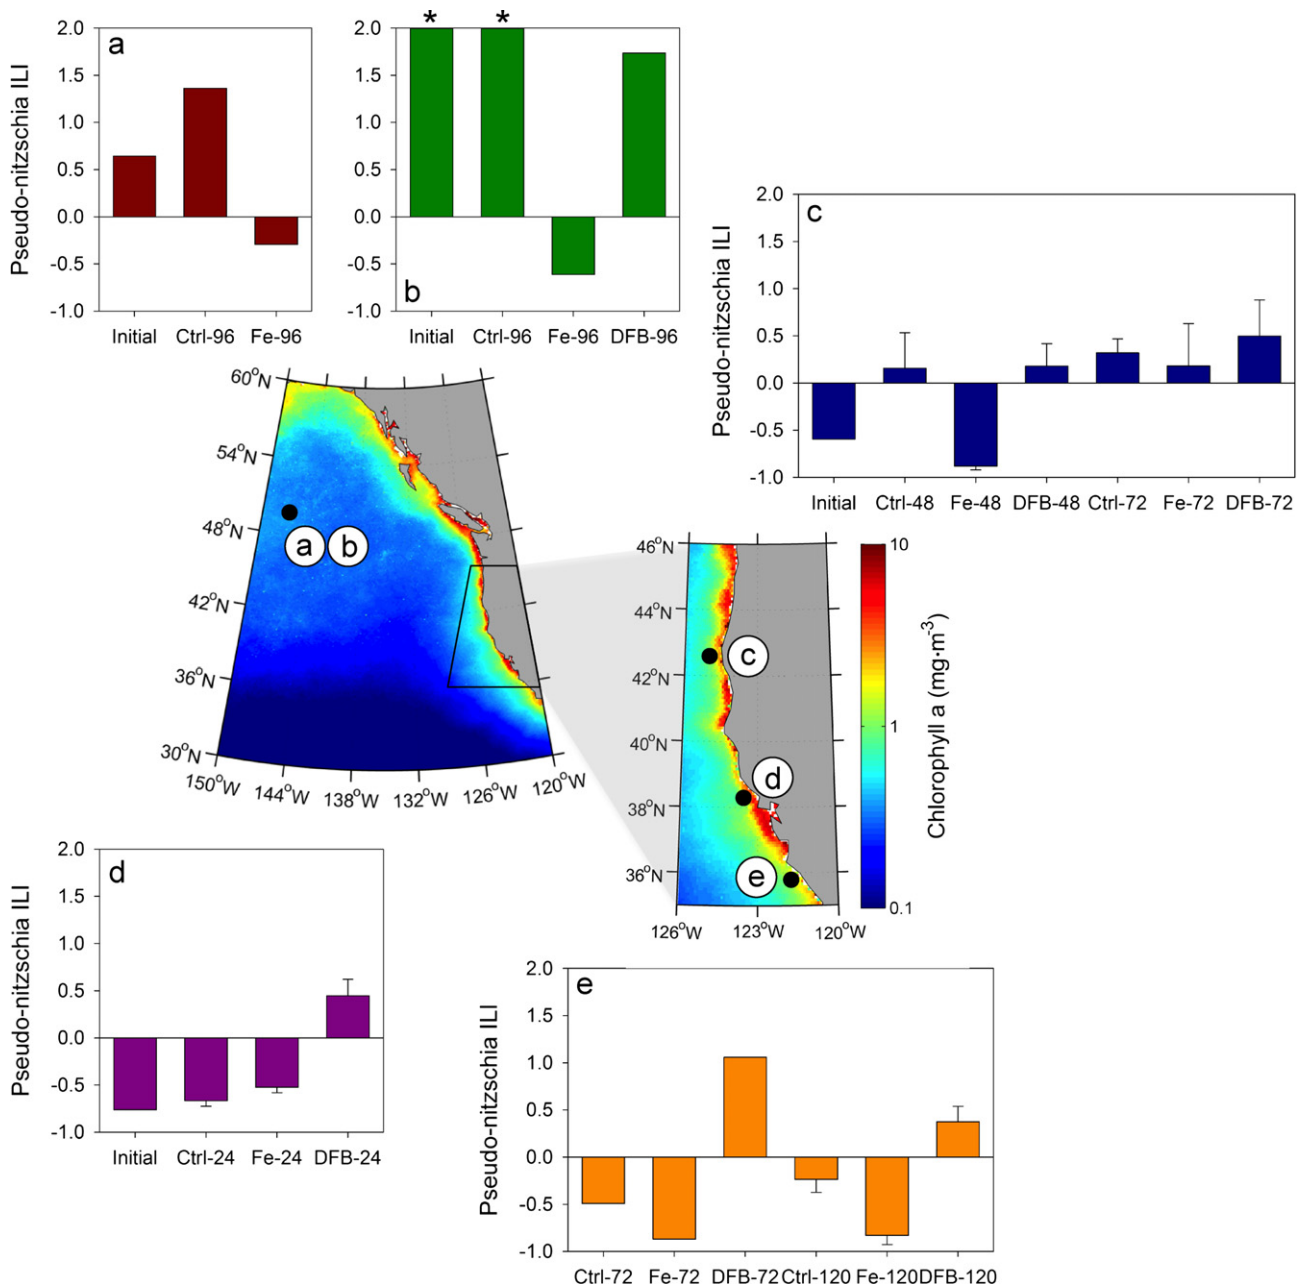 a
* *
Pseudo-nitzschia ILI
2.0
1.5
1.0
0.5
0.0
-0.5
-1.0
Initial Ctrl-96 Fe-96
2.0
1.5
1.0
0.5
0.0
-0.5
-1.0
b
Initial Ctrl-96 Fe-96 DFB-96
c
Pseudo-nitzschia ILI
2.0
1.5
1.0
0.5
0.0
-0.5
-1.0
Initial Ctrl-48 Fe-48 DFB-48 Ctrl-72 Fe-72 DFB-72
60°N
54°N
48°N
42°N
36°N
30°N
a b
150°W 144°W 138°W 132°W 126°W 120°W
46°N
44°N
42°N
40°N
38°N
36°N
c
d
e
126°W 123°W 120°W
10
1
0.1
Chlorophyll a (mg·m-3)
d
Pseudo-nitzschia ILI
2.0
1.5
1.0
0.5
0.0
-0.5
-1.0
Initial Ctrl-24 Fe-24 DFB-24
e
Pseudo-nitzschia ILI
2.0
1.5
1.0
0.5
0.0
-0.5
-1.0
Ctrl-72 Fe-72 DFB-72 Ctrl-120 Fe-120 DFB-120